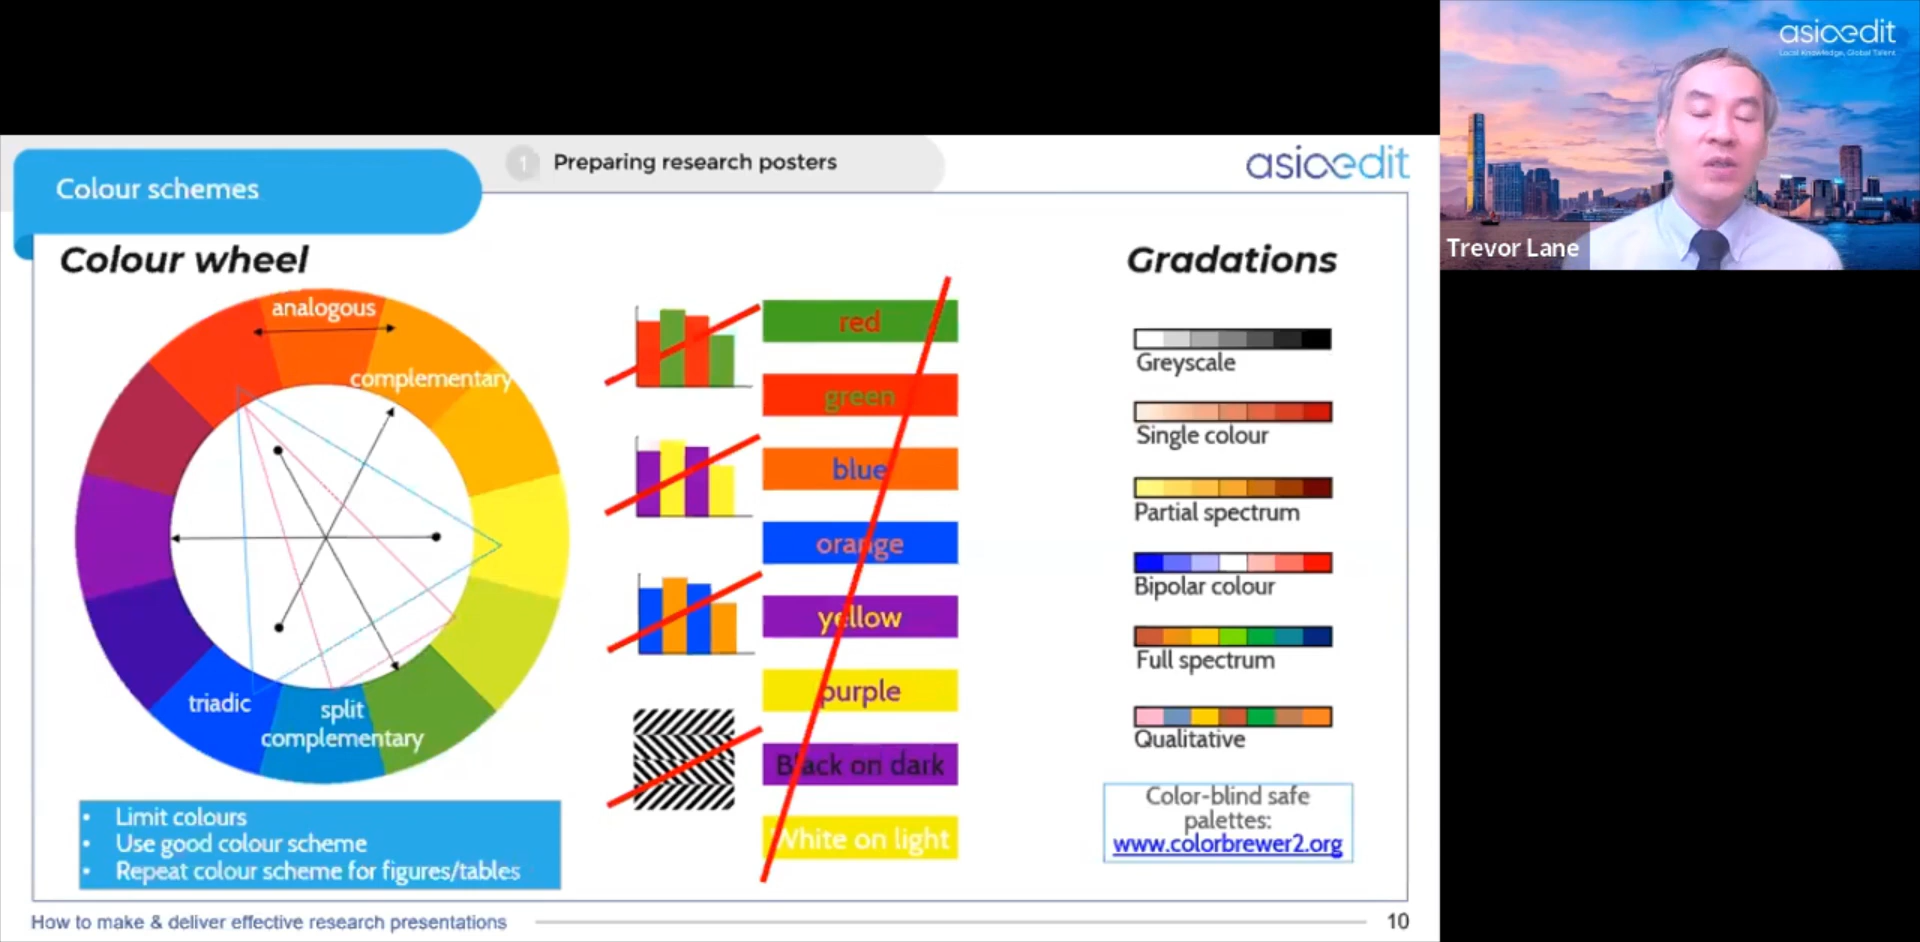 asiaedit
Local Knowledge, Global Talent
Trevor Lane
1 Preparing research posters
asiaedit
Colour schemes
Colour wheel
analogous
complementary
triadic
split
complementary
• Limit colours
• Use good colour scheme
• Repeat colour scheme for figures/tables
red
green
blue
orange
yellow
purple
Black on dark
White on light
Gradations
Greyscale
Single colour
Partial spectrum
Bipolar colour
Full spectrum
Qualitative
Color-blind safe
palettes:
www.colorbrewer2.org
How to make & deliver effective research presentations
10